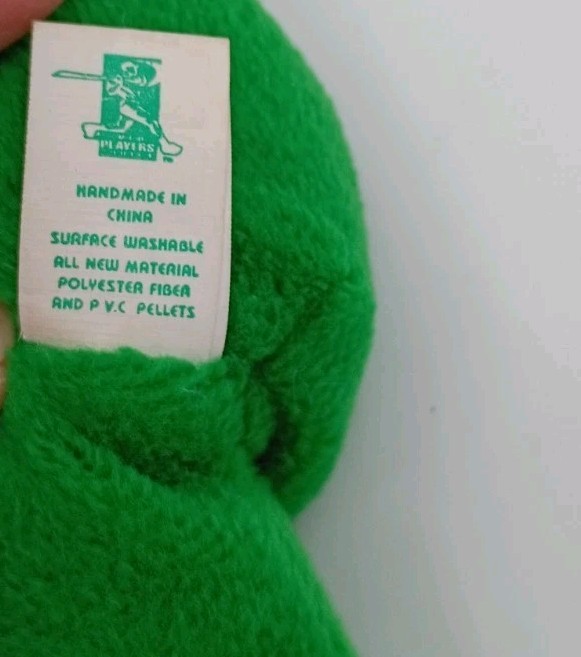 PLAYERS
HANDMADE IN
CHINA
SURFACE WASHABLE
ALL NEW MATERIAL
POLYESTER FIBER
AND P V.C PELLETS